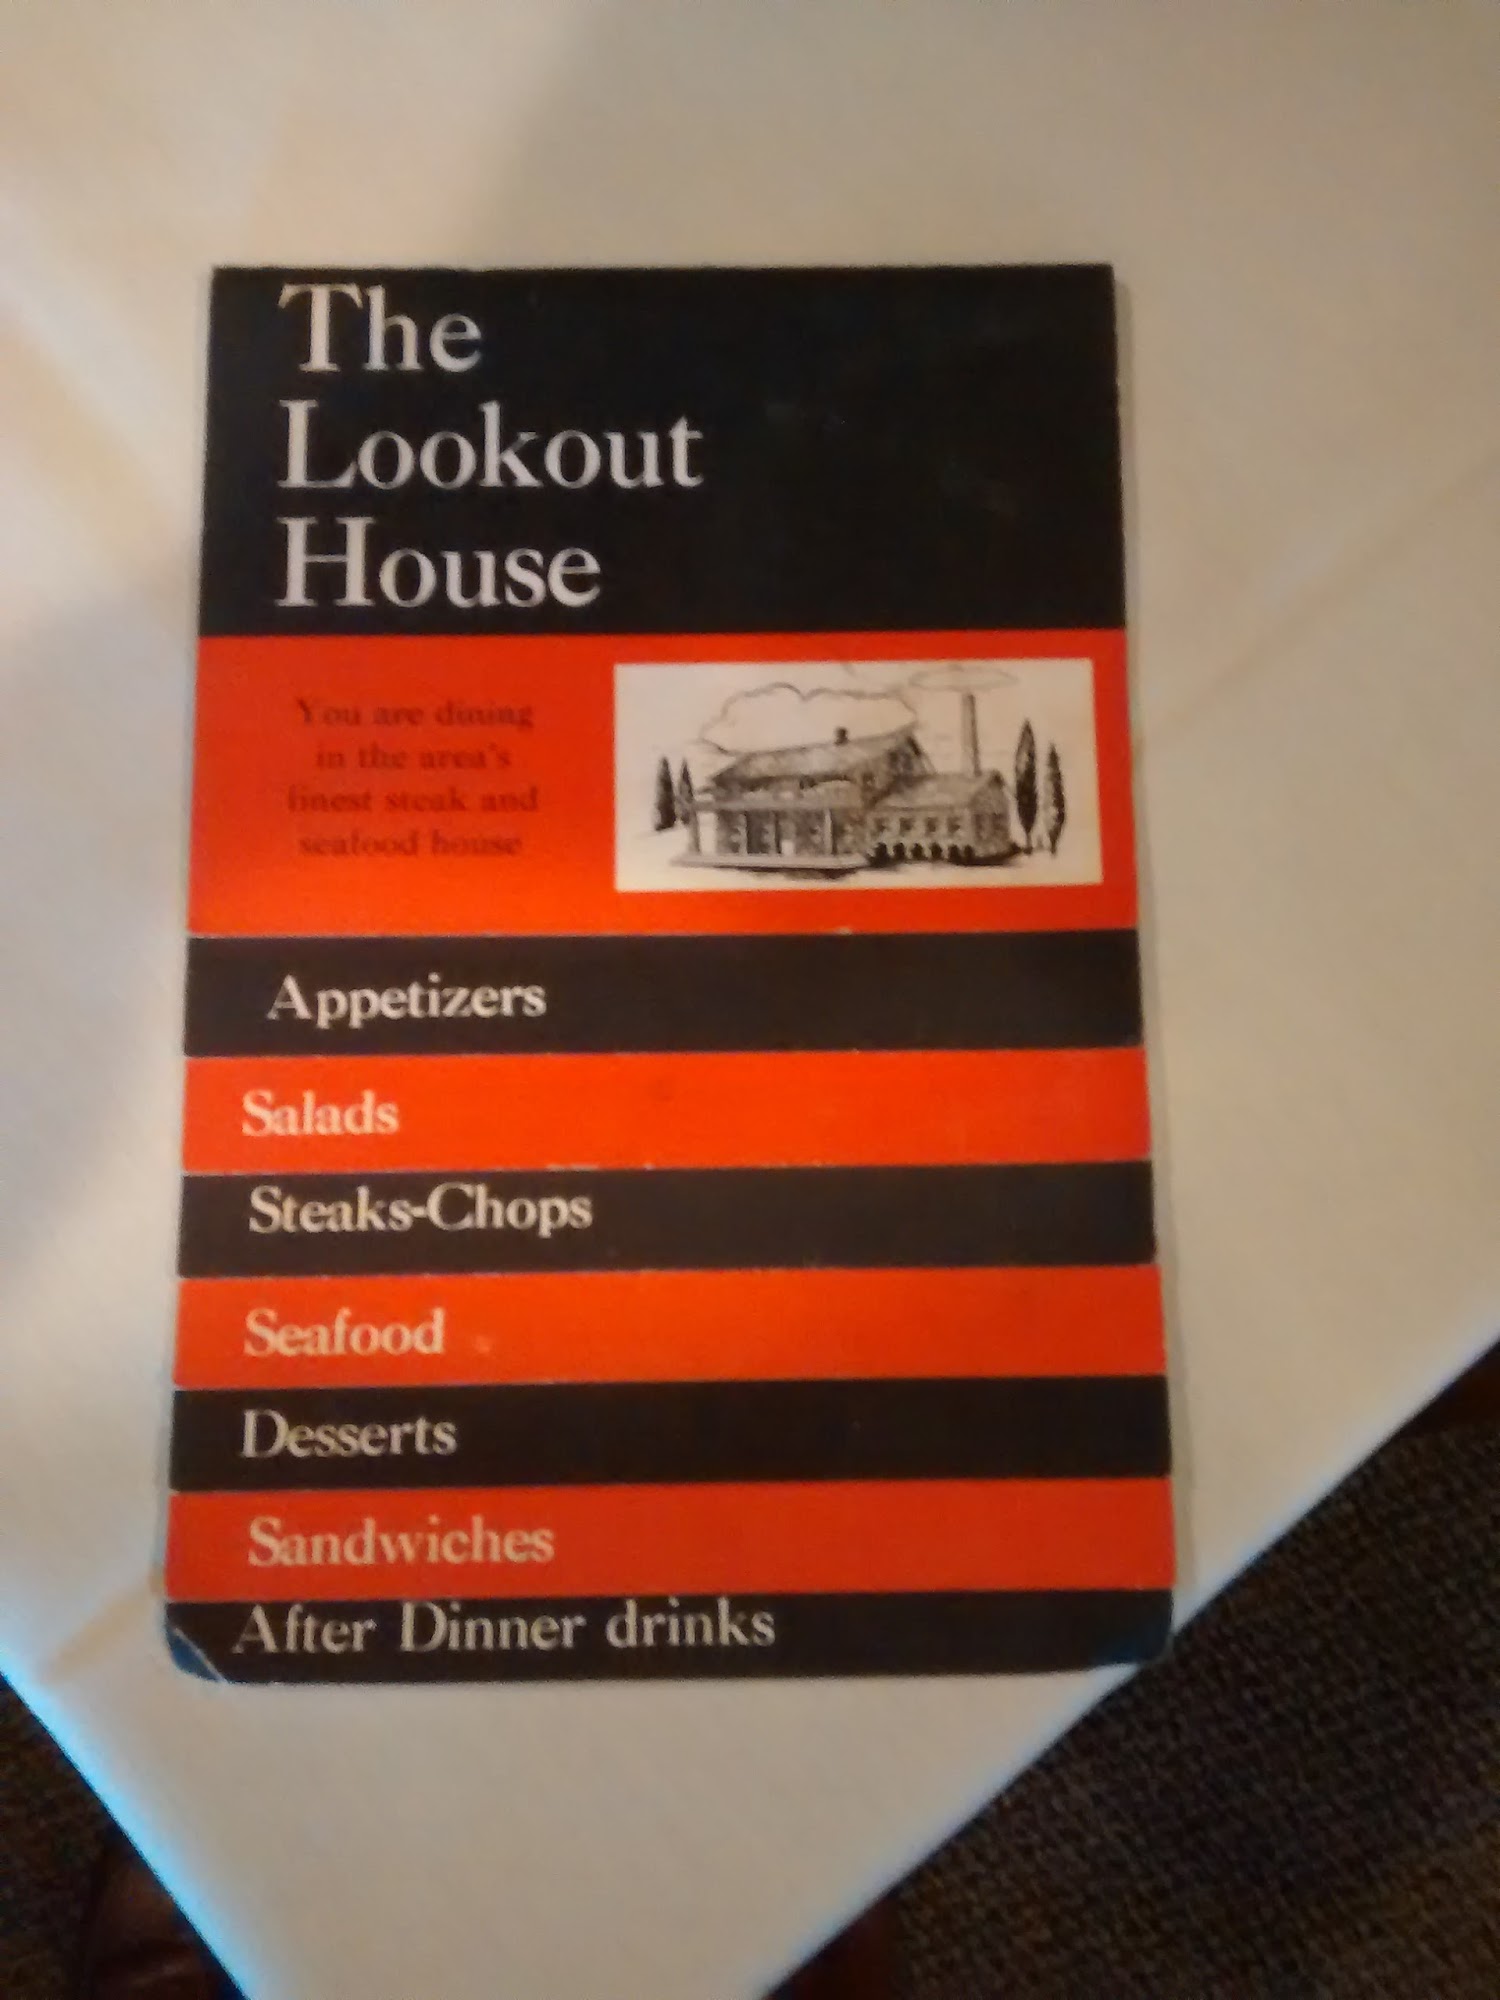 The
Lookout
House
You are dining
in the area's
finest steak and
seafood house
Appetizers
Salads
Steaks-Chops
Seafood
Desserts
Sandwiches
After Dinner drinks